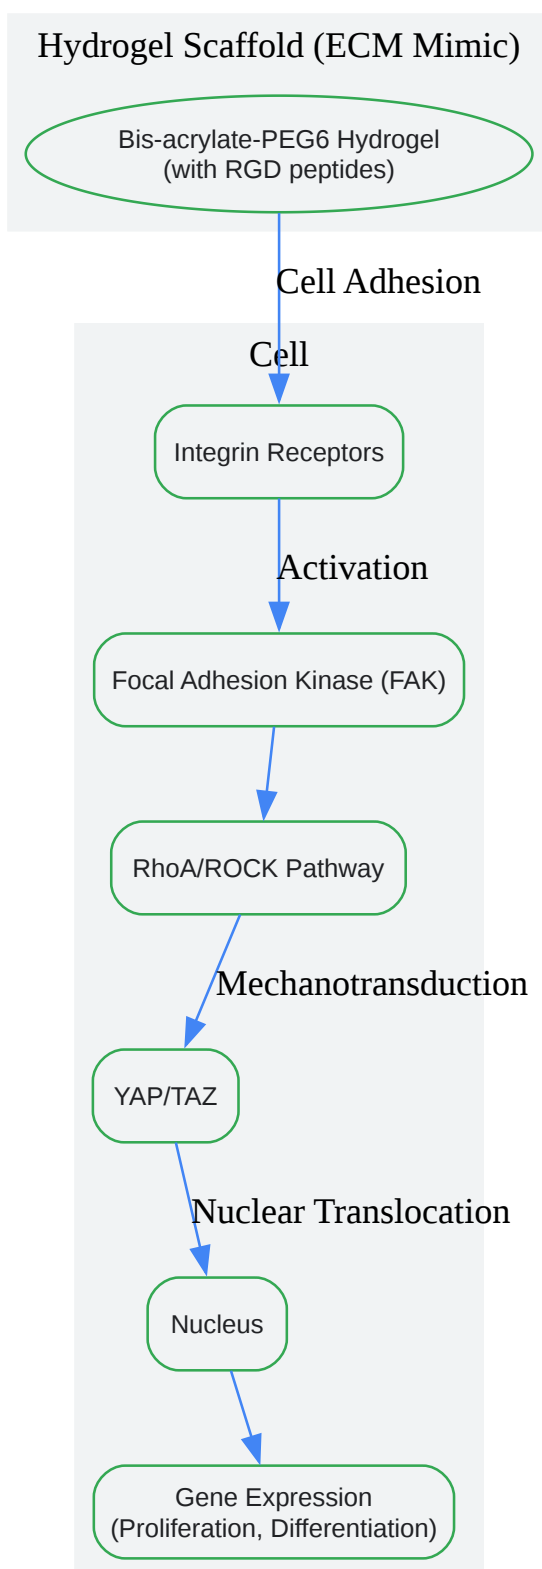 Hydrogel Scaffold (ECM Mimic)
Bis-acrylate-PEG6 Hydrogel
(with RGD peptides)
Cell Adhesion
Cell
Integrin Receptors
Activation
Focal Adhesion Kinase (FAK)
RhoA/ROCK Pathway
Mechanotransduction
YAP/TAZ
Nuclear Translocation
Nucleus
Gene Expression
(Proliferation, Differentiation)